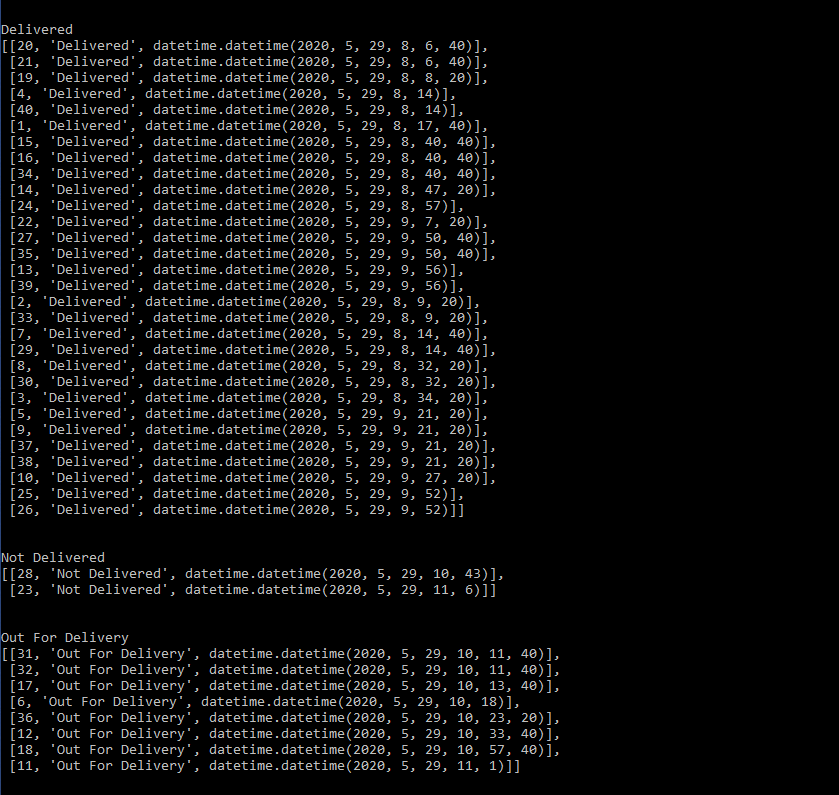 Delivered
[[20, 'Delivered', datetime.datetime(2020, 5, 29, 8, 6, 40)],
[21, 'Delivered', datetime.datetime(2020, 5, 29, 8, 6, 40)],
[19, 'Delivered', datetime.datetime(2020, 5, 29, 8, 8, 20)],
[4, 'Delivered', datetime.datetime(2020, 5, 29, 8, 14)],
[40, 'Delivered', datetime.datetime(2020, 5, 29, 8, 14)],
[1, 'Delivered', datetime.datetime(2020, 5, 29, 8, 17, 40)],
[15, 'Delivered', datetime.datetime(2020, 5, 29, 8, 40, 40)],
[16, 'Delivered', datetime.datetime(2020, 5, 29, 8, 40, 40)],
[34, 'Delivered', datetime.datetime(2020, 5, 29, 8, 40, 40)],
[14, 'Delivered', datetime.datetime(2020, 5, 29, 8, 47, 20)],
[24, 'Delivered', datetime.datetime(2020, 5, 29, 8, 57)],
[22, 'Delivered', datetime.datetime(2020, 5, 29, 9, 7, 20)],
[27, 'Delivered', datetime.datetime(2020, 5, 29, 9, 50, 40)],
[35, 'Delivered', datetime.datetime(2020, 5, 29, 9, 50, 40)],
[13, 'Delivered', datetime.datetime(2020, 5, 29, 9, 56)],
[39, 'Delivered', datetime.datetime(2020, 5, 29, 9, 56)],
[2, 'Delivered', datetime.datetime(2020, 5, 29, 8, 9, 20)],
[33, 'Delivered', datetime.datetime(2020, 5, 29, 8, 9, 20)],
[7, 'Delivered', datetime.datetime(2020, 5, 29, 8, 14, 40)],
[29, 'Delivered', datetime.datetime(2020, 5, 29, 8, 14, 40)],
[8, 'Delivered', datetime.datetime(2020, 5, 29, 8, 32, 20)],
[30, 'Delivered', datetime.datetime(2020, 5, 29, 8, 32, 20)],
[3, 'Delivered', datetime.datetime(2020, 5, 29, 8, 34, 20)],
[5, 'Delivered', datetime.datetime(2020, 5, 29, 9, 21, 20)],
[9, 'Delivered', datetime.datetime(2020, 5, 29, 9, 21, 20)],
[37, 'Delivered', datetime.datetime(2020, 5, 29, 9, 21, 20)],
[38, 'Delivered', datetime.datetime(2020, 5, 29, 9, 21, 20)],
[10, 'Delivered', datetime.datetime(2020, 5, 29, 9, 27, 20)],
[25, 'Delivered', datetime.datetime(2020, 5, 29, 9, 52)],
[26, 'Delivered', datetime.datetime(2020, 5, 29, 9, 52)]]
Not Delivered
[[28, 'Not Delivered', datetime.datetime(2020, 5, 29, 10, 43)],
[23, 'Not Delivered', datetime.datetime(2020, 5, 29, 11, 6)]]
Out For Delivery
[[31, 'Out For Delivery', datetime.datetime(2020, 5, 29, 10, 11, 40)],
[32, 'Out For Delivery', datetime.datetime(2020, 5, 29, 10, 11, 40)],
[17, 'Out For Delivery', datetime.datetime(2020, 5, 29, 10, 13, 40)],
[6, 'Out For Delivery', datetime.datetime(2020, 5, 29, 10, 18)],
[36, 'Out For Delivery', datetime.datetime(2020, 5, 29, 10, 23, 20)],
[12, 'Out For Delivery', datetime.datetime(2020, 5, 29, 10, 33, 40)],
[18, 'Out For Delivery', datetime.datetime(2020, 5, 29, 10, 57, 40)],
[11, 'Out For Delivery', datetime.datetime(2020, 5, 29, 11, 1)]]